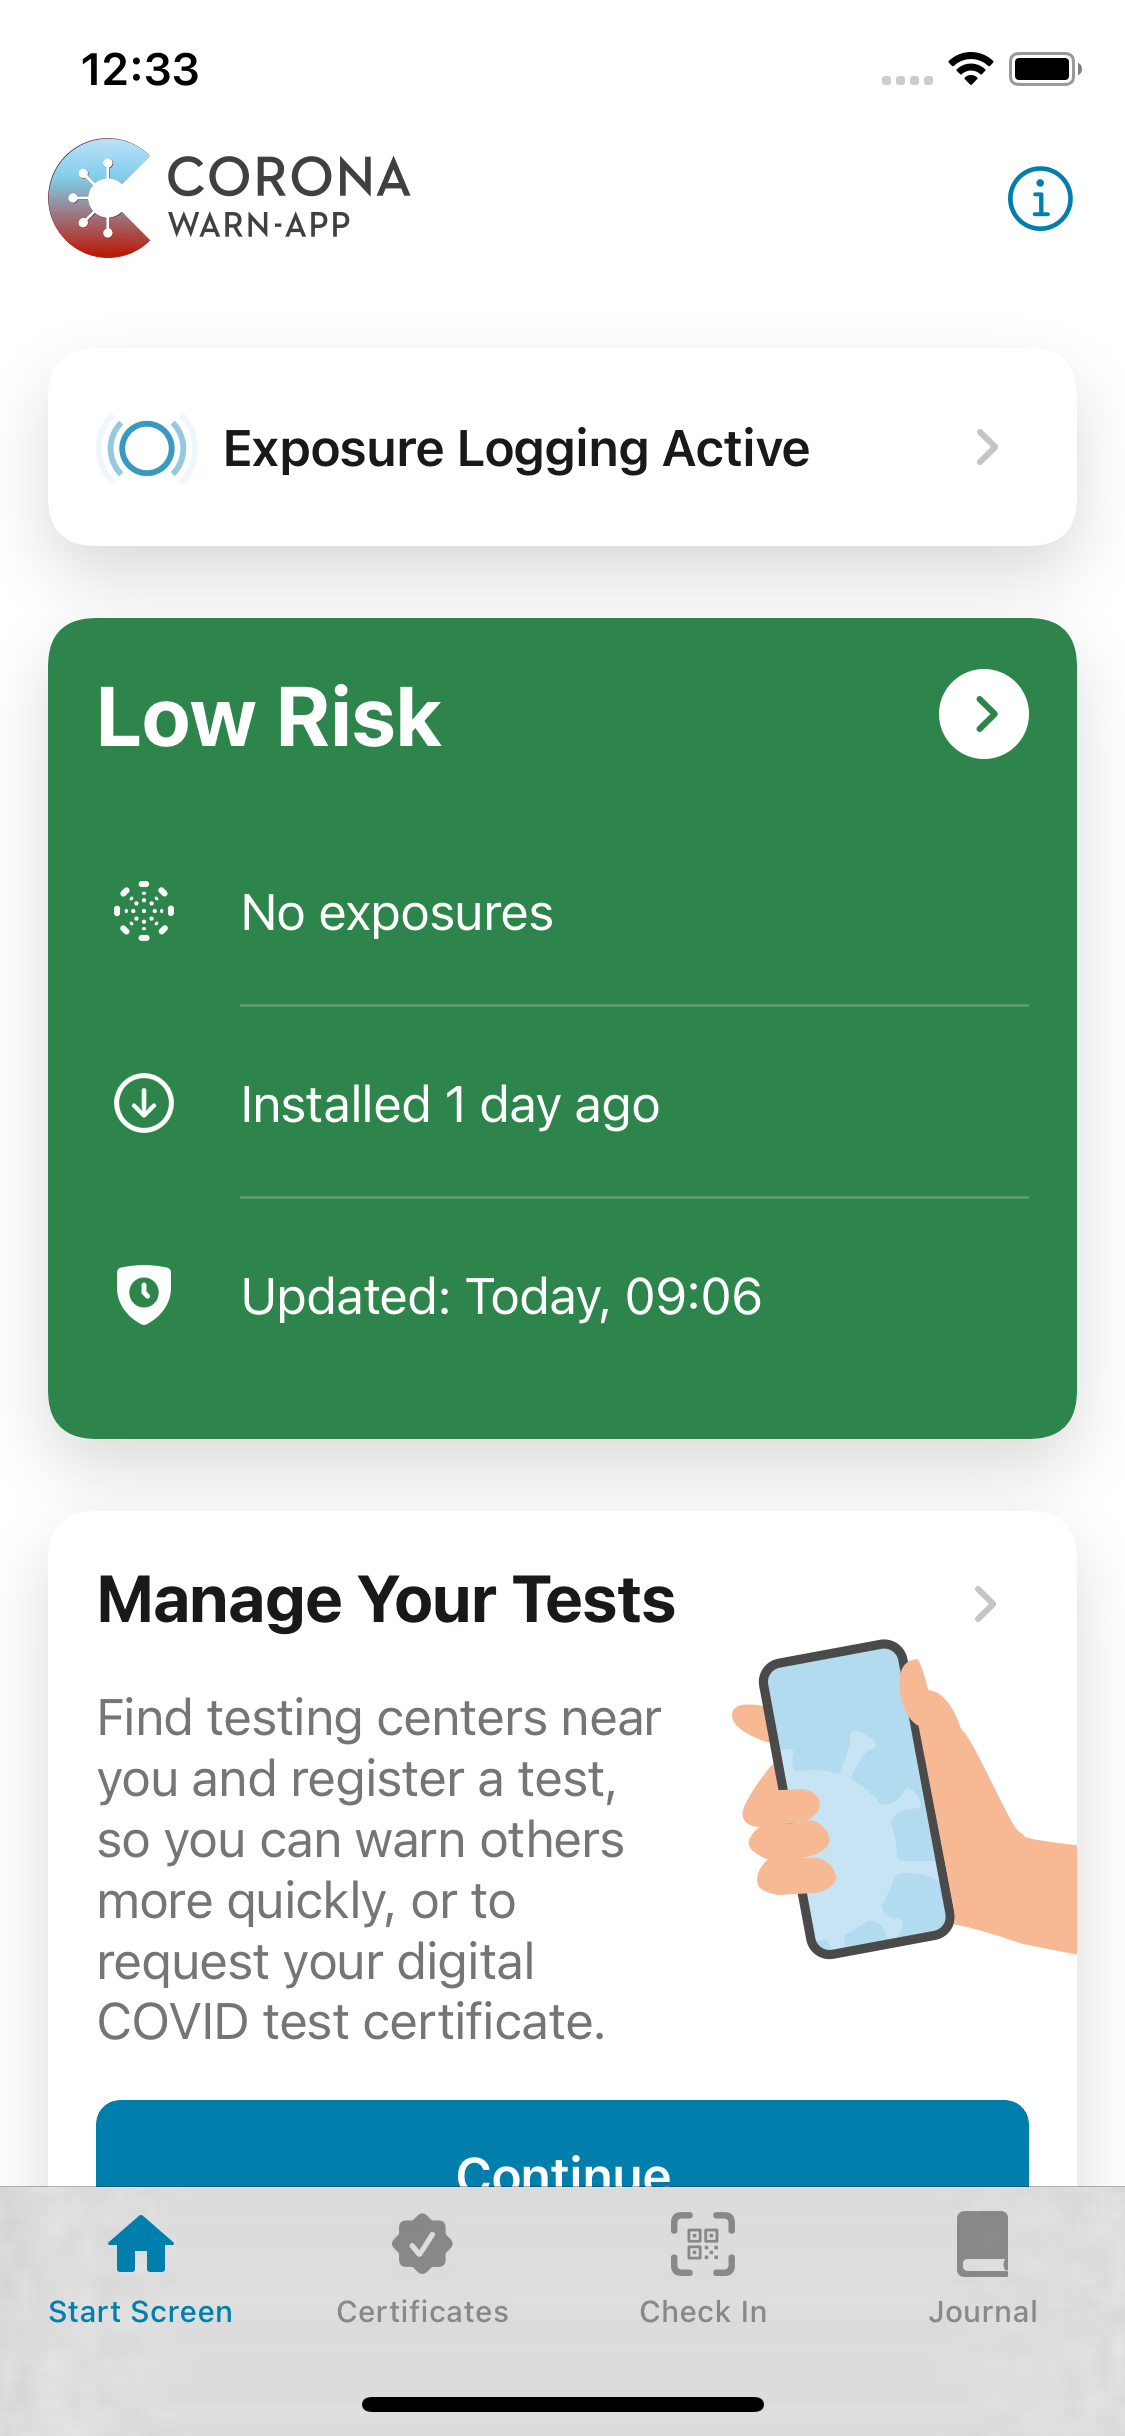 12:33
CORONA
WARN-APP
Exposure Logging Active
Low Risk
No exposures
Installed 1 day ago
Updated: Today, 09:06
Manage Your Tests
Find testing centers near
you and register a test,
so you can warn others
more quickly, or to
request your digital
COVID test certificate.
Continue
Start Screen
Certificates
Check In
Journal